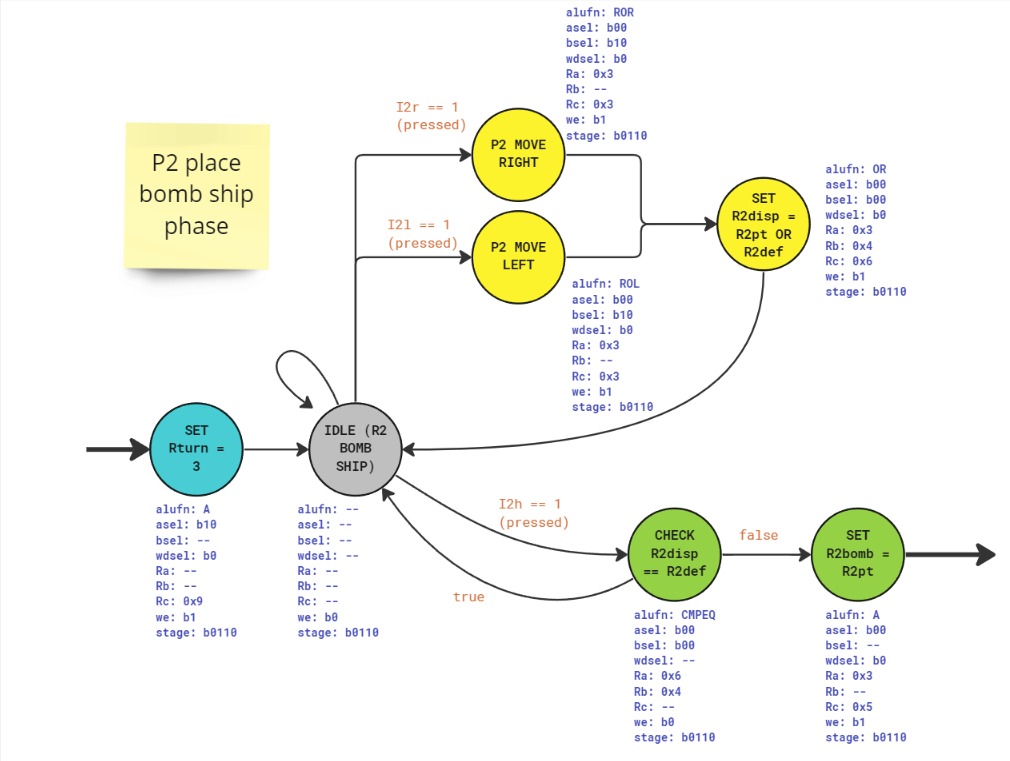 alufn: ROR
asel: b00
bsel: b10
wdsel: b0
Ra: 0x3
Rb: --
Rc: 0x3
we: b1
stage: b0110
I2r == 1
(pressed)
P2 MOVE
RIGHT
P2 place
bomb ship
phase
I2l == 1
(pressed)
P2 MOVE
LEFT
alufn: ROL
asel: b00
bsel: b10
wdsel: b0
Ra: 0x3
Rb: --
Rc: 0x3
we: b1
stage: b0110
SET
R2disp =
R2pt OR
R2def
alufn: OR
asel: b00
bsel: b00
wdsel: b0
Ra: 0x3
Rb: 0x4
Rc: 0x6
we: b1
stage: b0110
SET
Rturn =
3
alufn: A
asel: b10
bsel: --
wdsel: b0
Ra: --
Rb: --
Rc: 0x9
we: b1
stage: b0110
IDLE (R2
BOMB
SHIP)
alufn: --
asel: --
bsel: --
wdsel: --
Ra: --
Rb: --
Rc: --
we: b0
stage: b0110
I2h == 1
(pressed)
true
CHECK
R2disp
== R2def
alufn: CMPEQ
asel: b00
bsel: b00
wdsel: --
Ra: 0x6
Rb: 0x4
Rc: --
we: b0
stage: b0110
false
SET
R2bomb =
R2pt
alufn: A
asel: b00
bsel: --
wdsel: b0
Ra: 0x3
Rb: --
Rc: 0x5
we: b1
stage: b0110